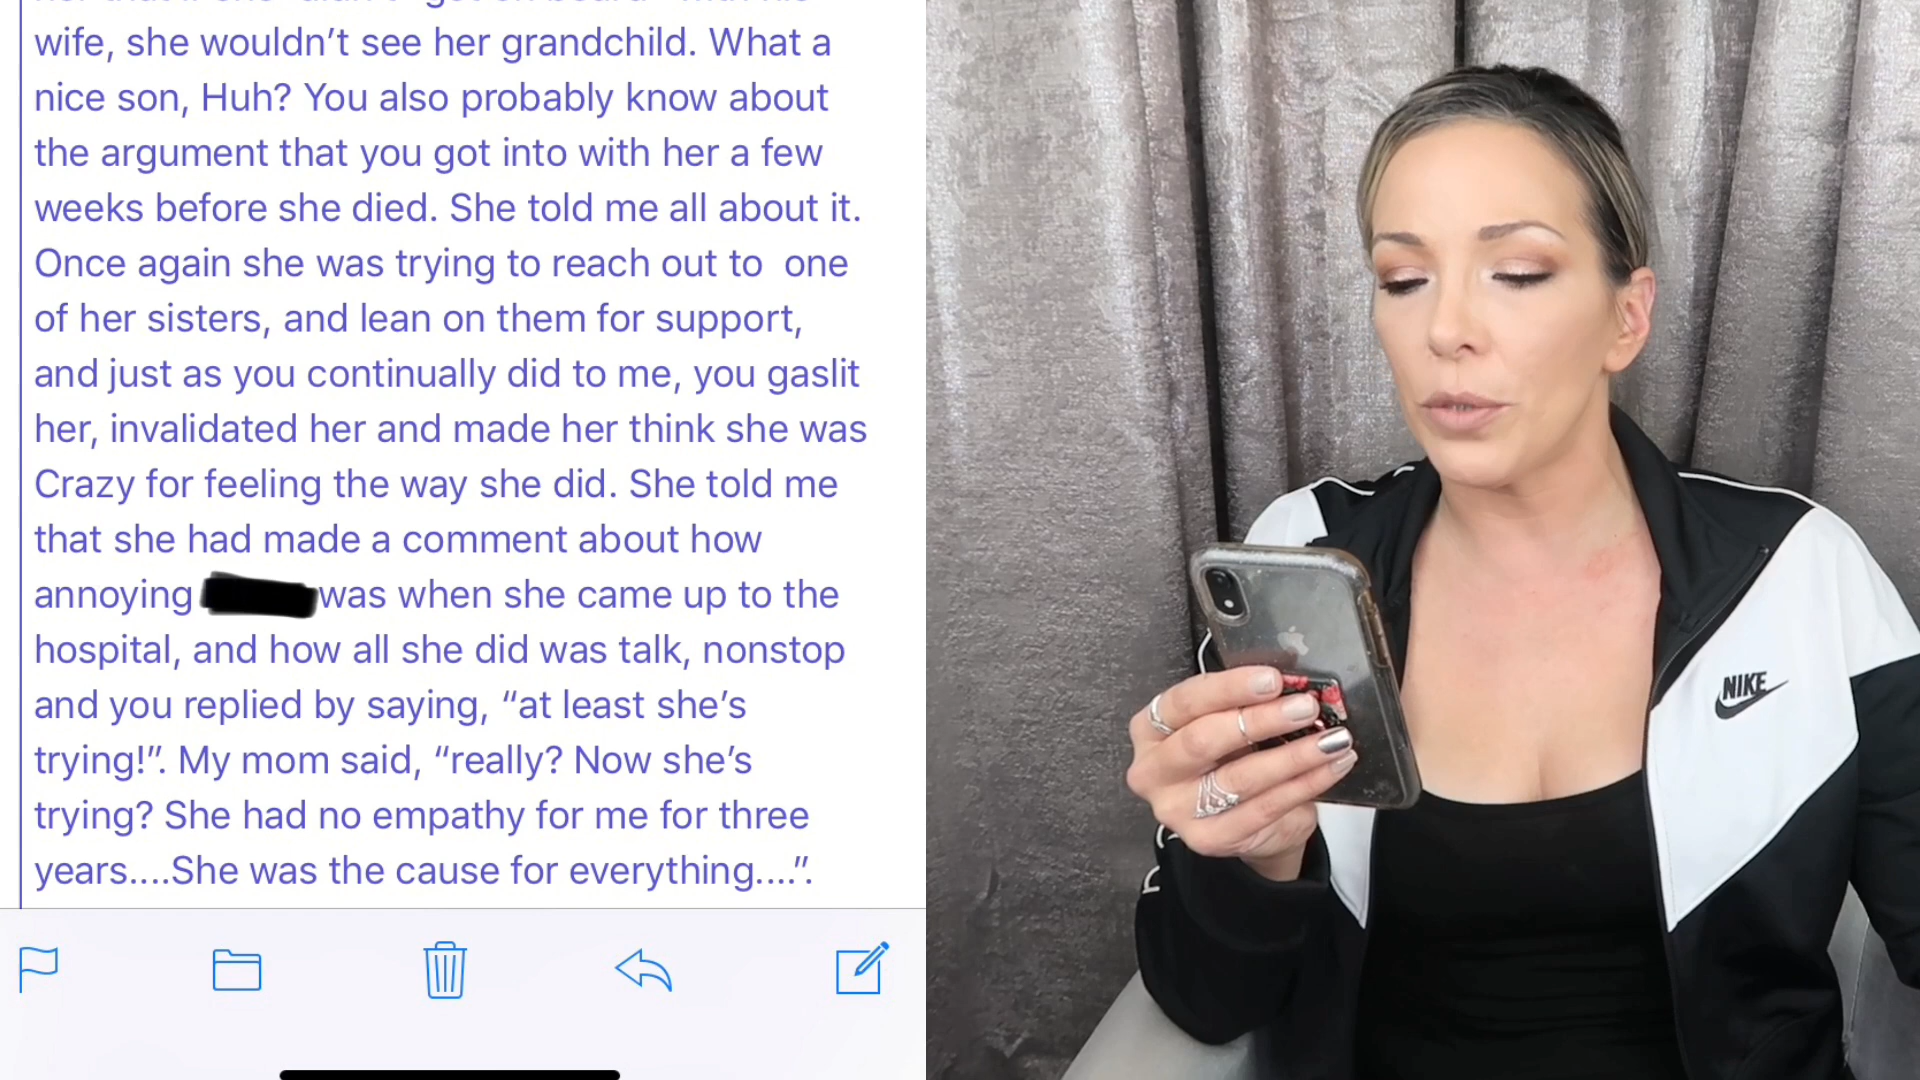 wife, she wouldn’t see her grandchild. What a
nice son, Huh? You also probably know about
the argument that you got into with her a few
weeks before she died. She told me all about it.
Once again she was trying to reach out to  one
of her sisters, and lean on them for support,
and just as you continually did to me, you gaslit
her, invalidated her and made her think she was
Crazy for feeling the way she did. She told me
that she had made a comment about how
annoying was when she came up to the
hospital, and how all she did was talk, nonstop
and you replied by saying, “at least she’s
trying!”. My mom said, “really? Now she’s
trying? She had no empathy for me for three
years....She was the cause for everything....”.
NIKE